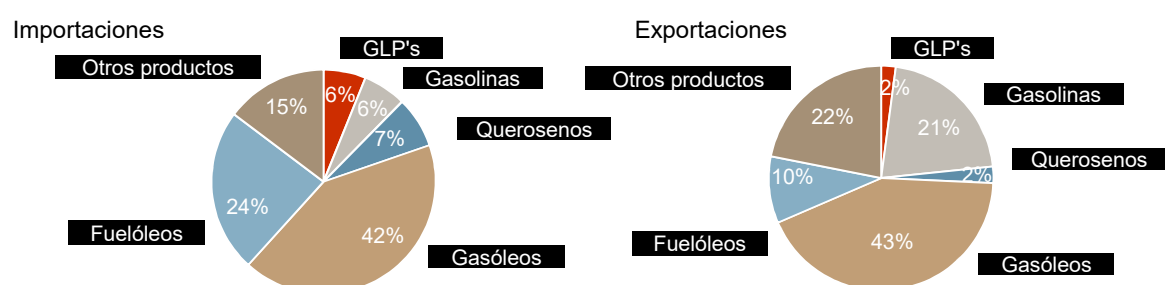 Importaciones
GLP's
Otros productos
Gasolinas
6%
6%
15%
Querosenos
7%
24%
Fuelóleos
42%
Gasóleos
Exportaciones
GLP's
Otros productos
2%
Gasolinas
22%
21%
Querosenos
10%
2%
Fuelóleos
43%
Gasóleos